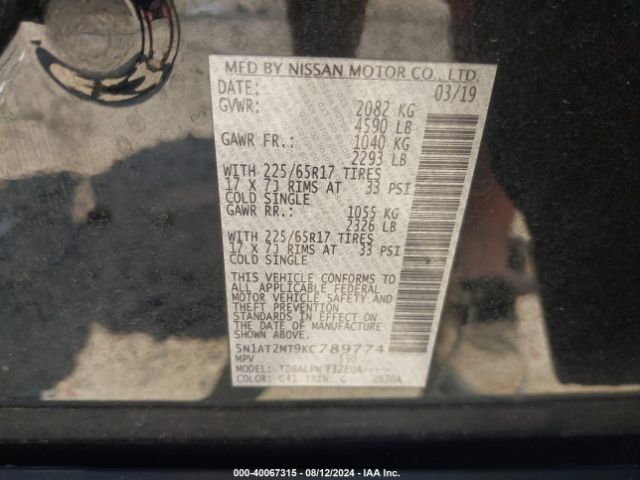 MFD BY NISSAN MOTOR CO., LTD.
DATE: 03/19
GVWR: 2082 KG
4590 LB
GAWR FR.: 1040 KG
2293 LB
WITH 225/65R17 TIRES
17 X 7J RIMS AT 33 PSI
COLD SINGLE
GAWR RR.: 1055 KG
2326 LB
WITH 225/65R17 TIRES
17 X 7J RIMS AT 33 PSI
COLD SINGLE
THIS VEHICLE CONFORMS TO
ALL APPLICABLE FEDERAL
MOTOR VEHICLE SAFETY AND
THEFT PREVENTION
STANDARDS IN EFFECT ON
THE DATE OF MANUFACTURE
SHOWN ABOVE.
5N1AT2MT9KC789774
MPV
MODEL:
COLOR: G41 TRIM: G
000-40067315 - 08/12/2024 - IAA Inc.